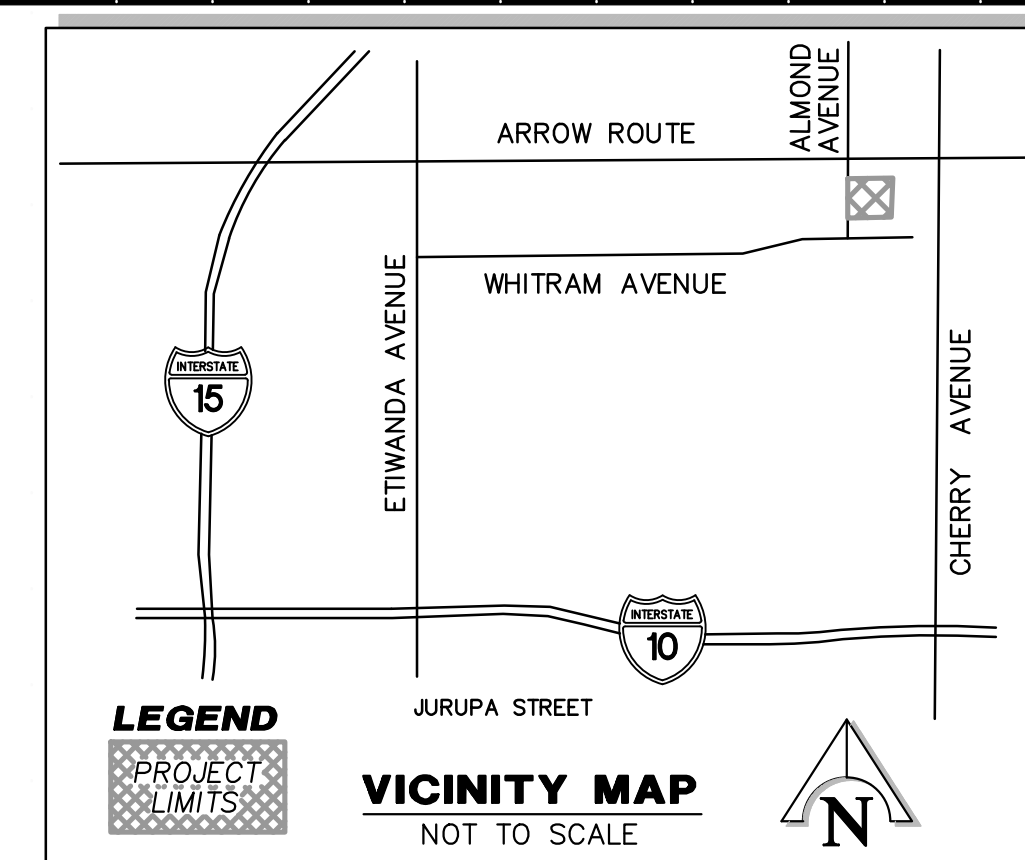 ALMOND
AVENUE
ARROW ROUTE
ETIWANDA AVENUE
WHITRAM AVENUE
INTERSTATE
15
CHERRY AVENUE
INTERSTATE
10
JURUPA STREET
LEGEND
PROJECT
LIMITS
VICINITY MAP
NOT TO SCALE
N